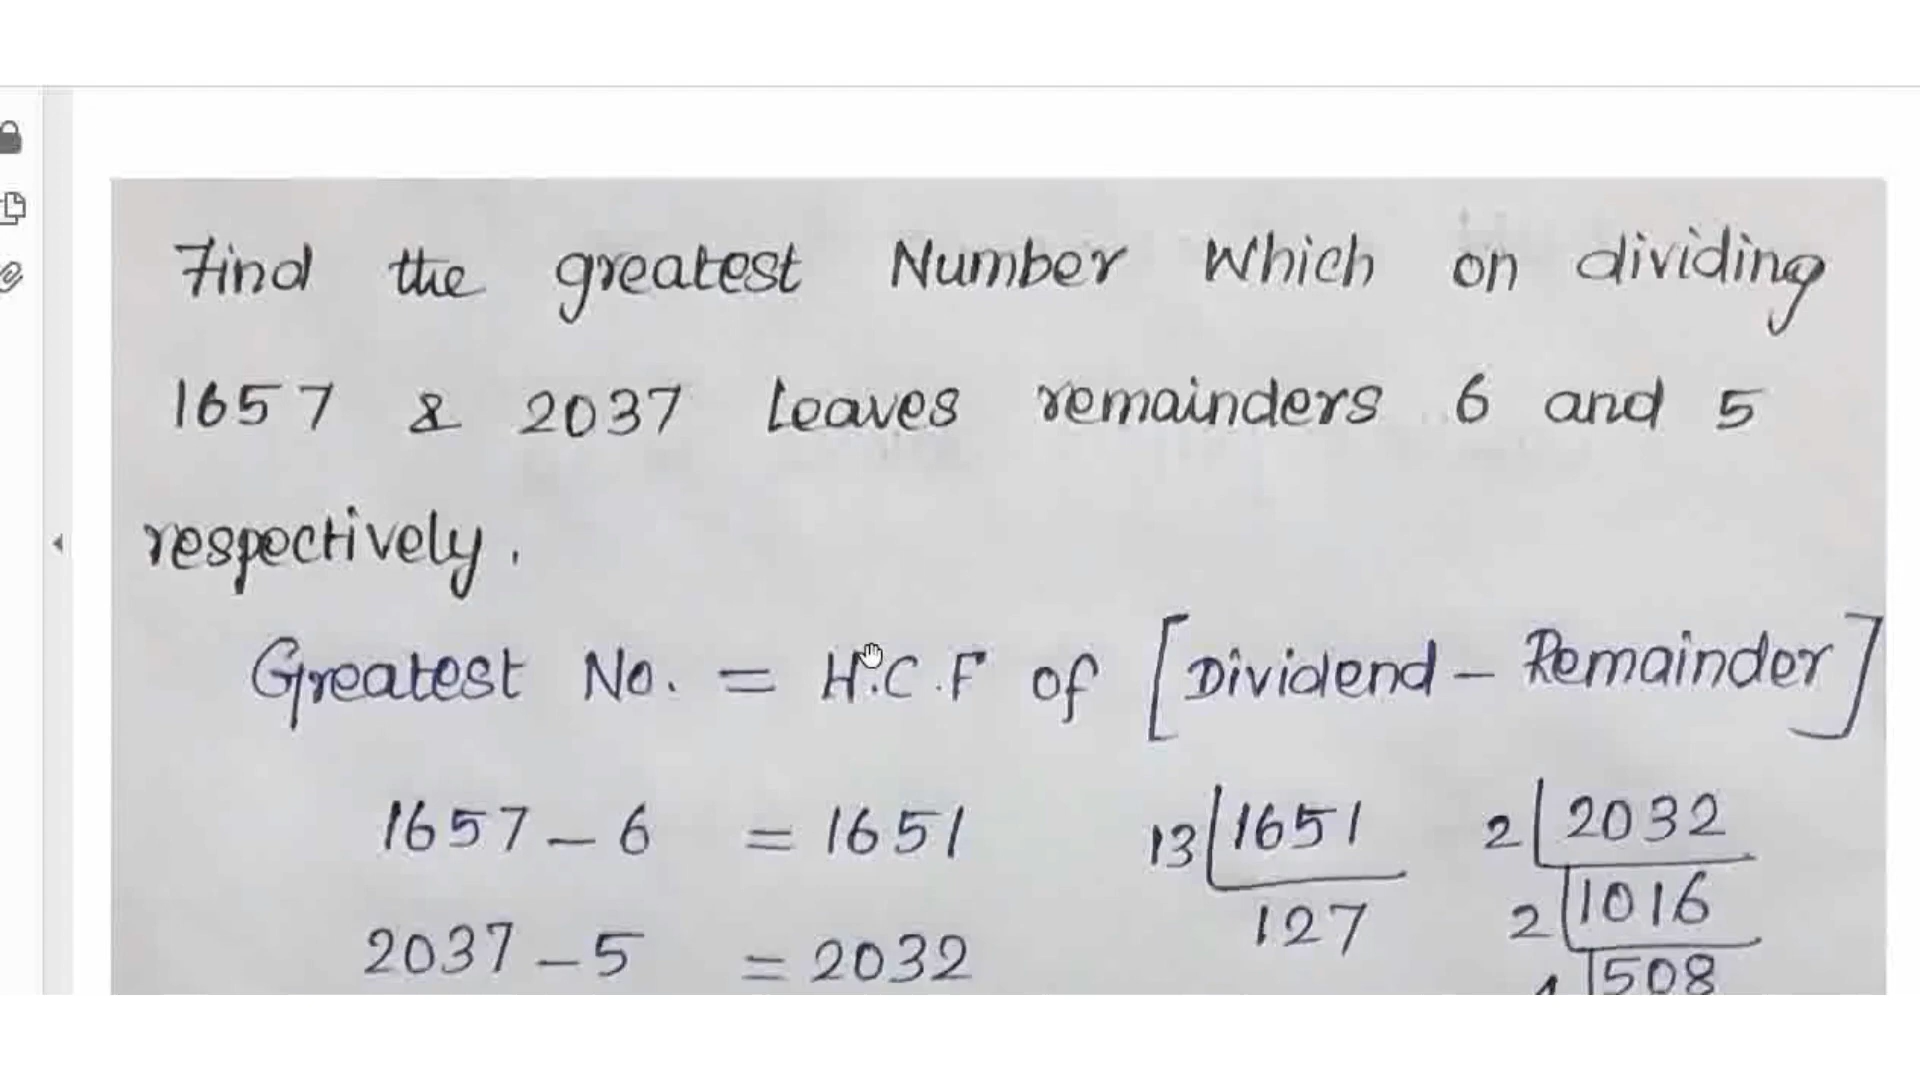 Find the greatest Number Which on dividing
1657 & 2037 Leaves remainders 6 and 5
respectively.
Greatest No. = H.C.F of [Dividend - Remainder]
1657 - 6 = 1651
13 1651
2 2032
127
2 1016
2037 - 5 = 2032
508